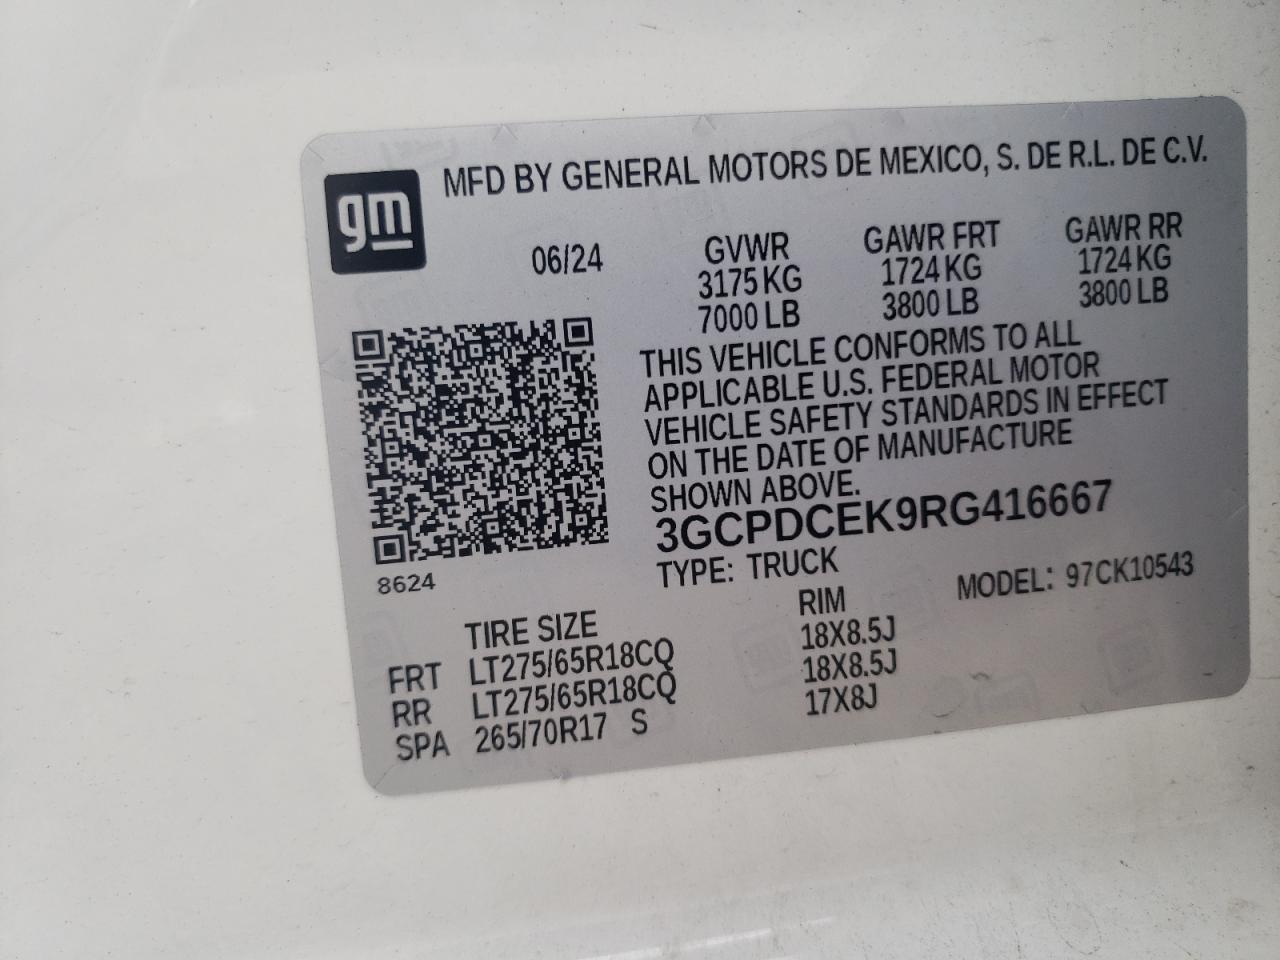 gm
MFD BY GENERAL MOTORS DE MEXICO, S. DE R.L. DE C.V.
06/24
GVWR
3175 KG
7000 LB
GAWR FRT
1724 KG
3800 LB
GAWR RR
1724 KG
3800 LB
THIS VEHICLE CONFORMS TO ALL
APPLICABLE U.S. FEDERAL MOTOR
VEHICLE SAFETY STANDARDS IN EFFECT
ON THE DATE OF MANUFACTURE
SHOWN ABOVE.
3GCPDCEK9RG416667
8624
TYPE: TRUCK
MODEL: 97CK10543
TIRE SIZE RIM
FRT LT275/65R18CQ 18X8.5J
RR LT275/65R18CQ 18X8.5J
SPA 265/70R17 S 17X8J